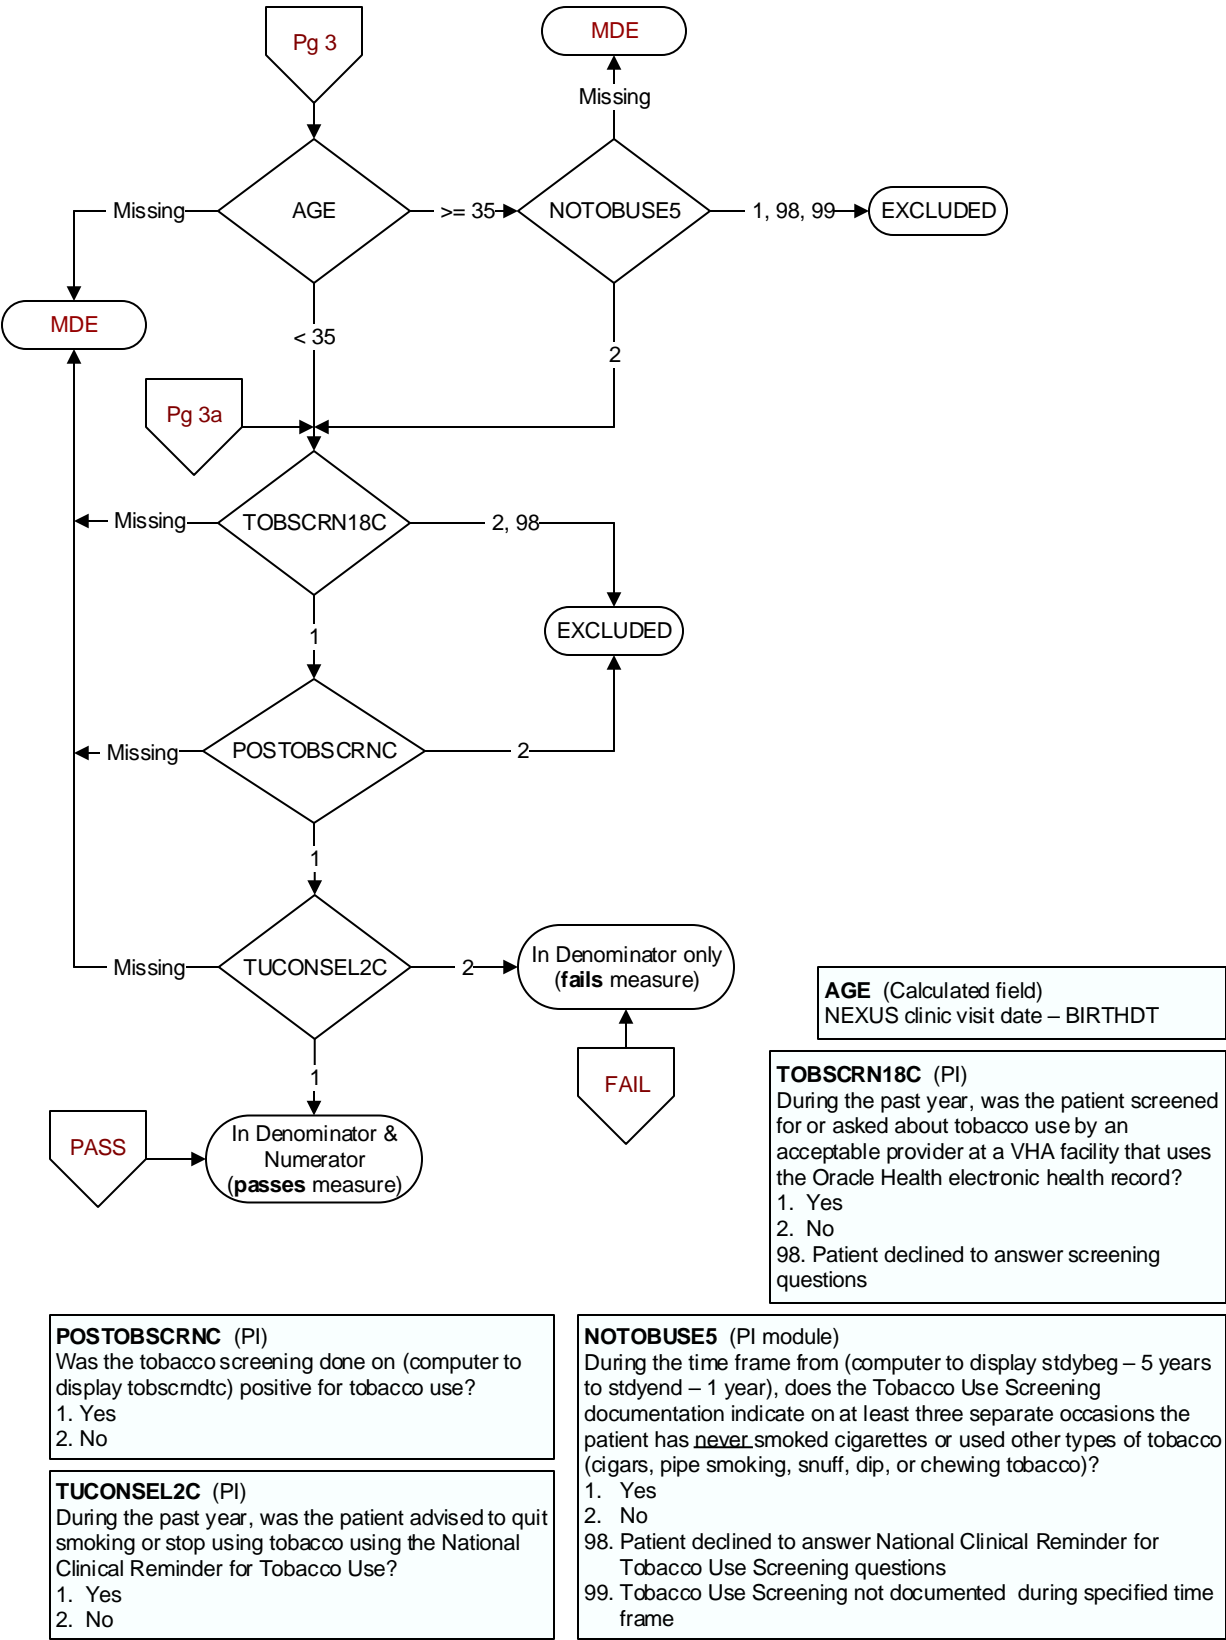 MDE
Pg 3
Missing
Missing
AGE
>= 35
NOTOBUSE5
1, 98, 99
EXCLUDED
MDE
< 35
2
Pg 3a
Missing
TOBSCRN18C
2, 98
1
EXCLUDED
Missing
POSTOBSCRNC
2
1
Missing
TUCONSEL2C
2
In Denominator only
(fails measure)
1
FAIL
PASS
In Denominator &
Numerator
(passes measure)
AGE (Calculated field)
NEXUS clinic visit date – BIRTHDT
TOBSCRN18C (PI)
During the past year, was the patient screened
for or asked about tobacco use by an
acceptable provider at a VHA facility that uses
the Oracle Health electronic health record?
1. Yes
2. No
98. Patient declined to answer screening
questions
POSTOBSCRNC (PI)
Was the tobacco screening done on (computer to
display tobscrndtc) positive for tobacco use?
1. Yes
2. No
TUCONSEL2C (PI)
During the past year, was the patient advised to quit
smoking or stop using tobacco using the National
Clinical Reminder for Tobacco Use?
1. Yes
2. No
NOTOBUSE5 (PI module)
During the time frame from (computer to display stdybeg – 5 years
to stdyend – 1 year), does the Tobacco Use Screening
documentation indicate on at least three separate occasions the
patient has never smoked cigarettes or used other types of tobacco
(cigars, pipe smoking, snuff, dip, or chewing tobacco)?
1. Yes
2. No
98. Patient declined to answer National Clinical Reminder for
Tobacco Use Screening questions
99. Tobacco Use Screening not documented during specified time
frame